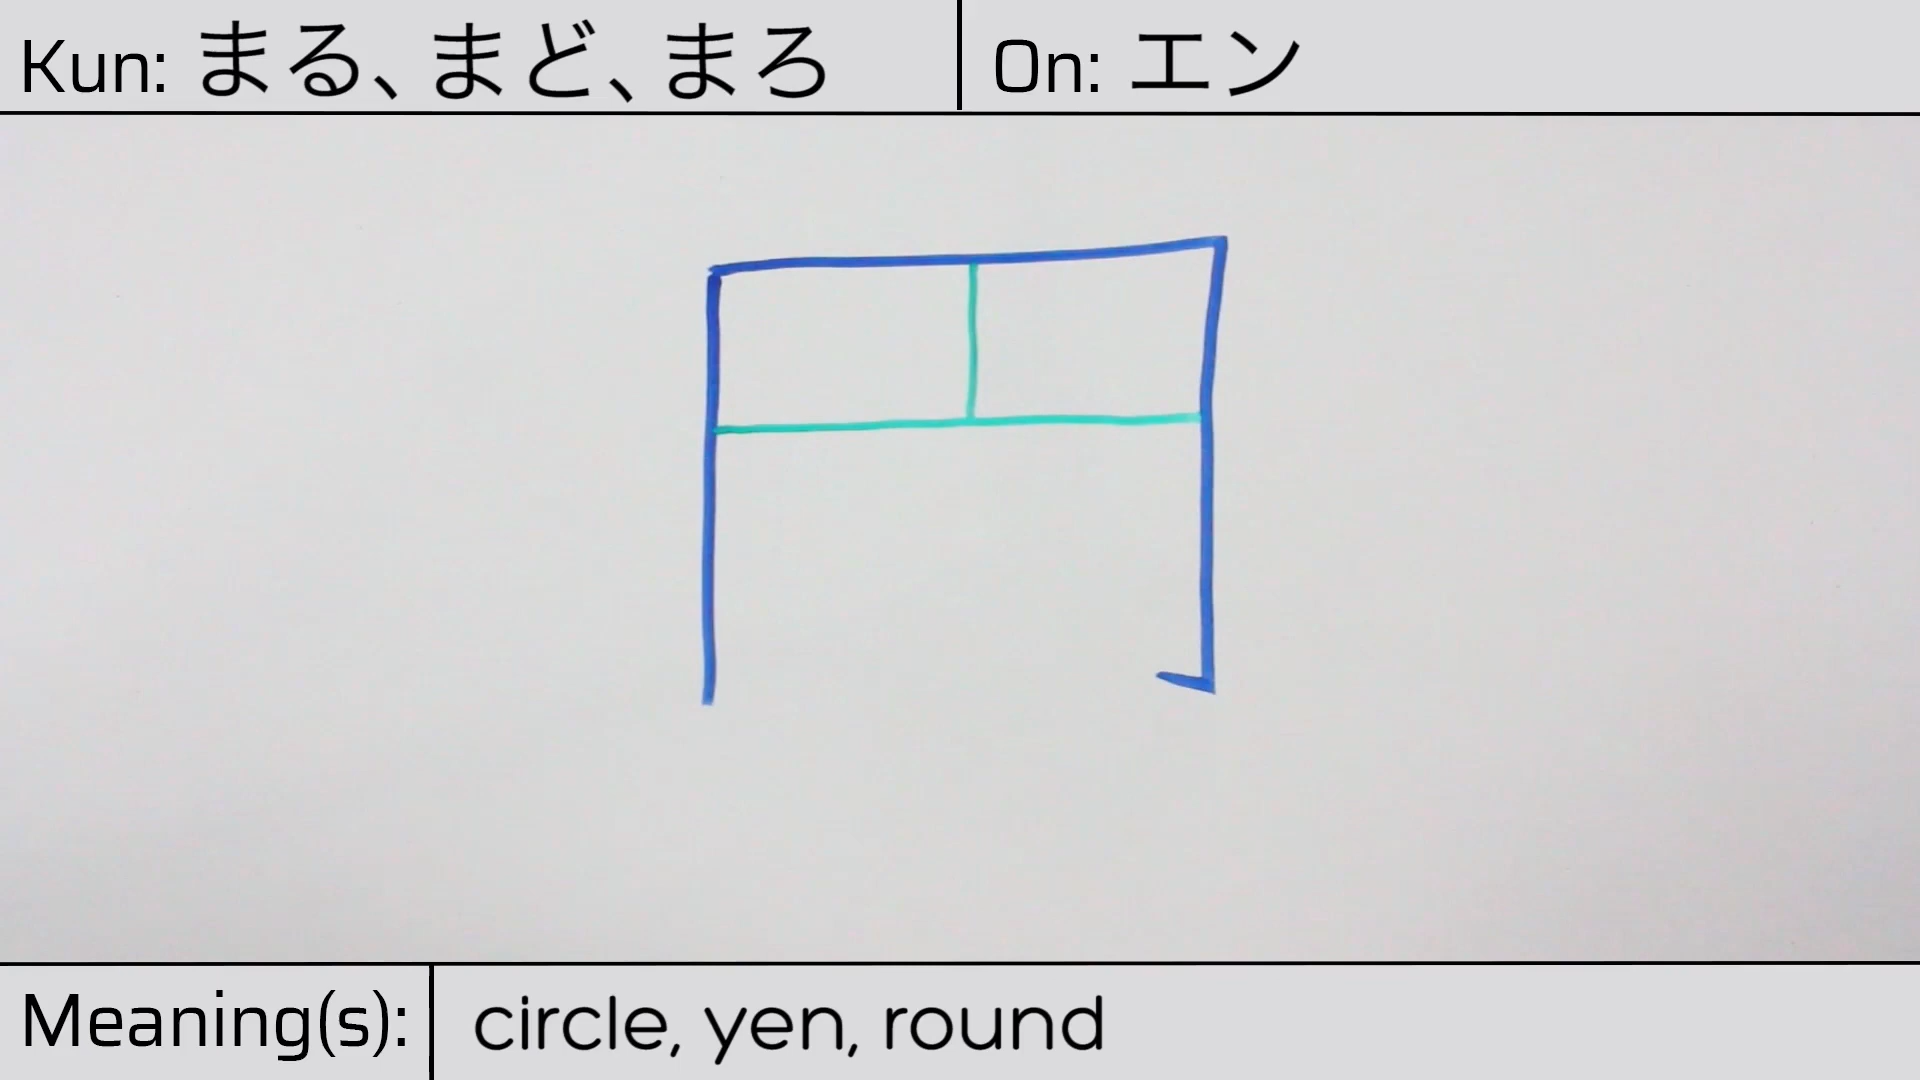 Kun: まる、まど、まろ
On: エン
円
Meaning(s): circle, yen, round